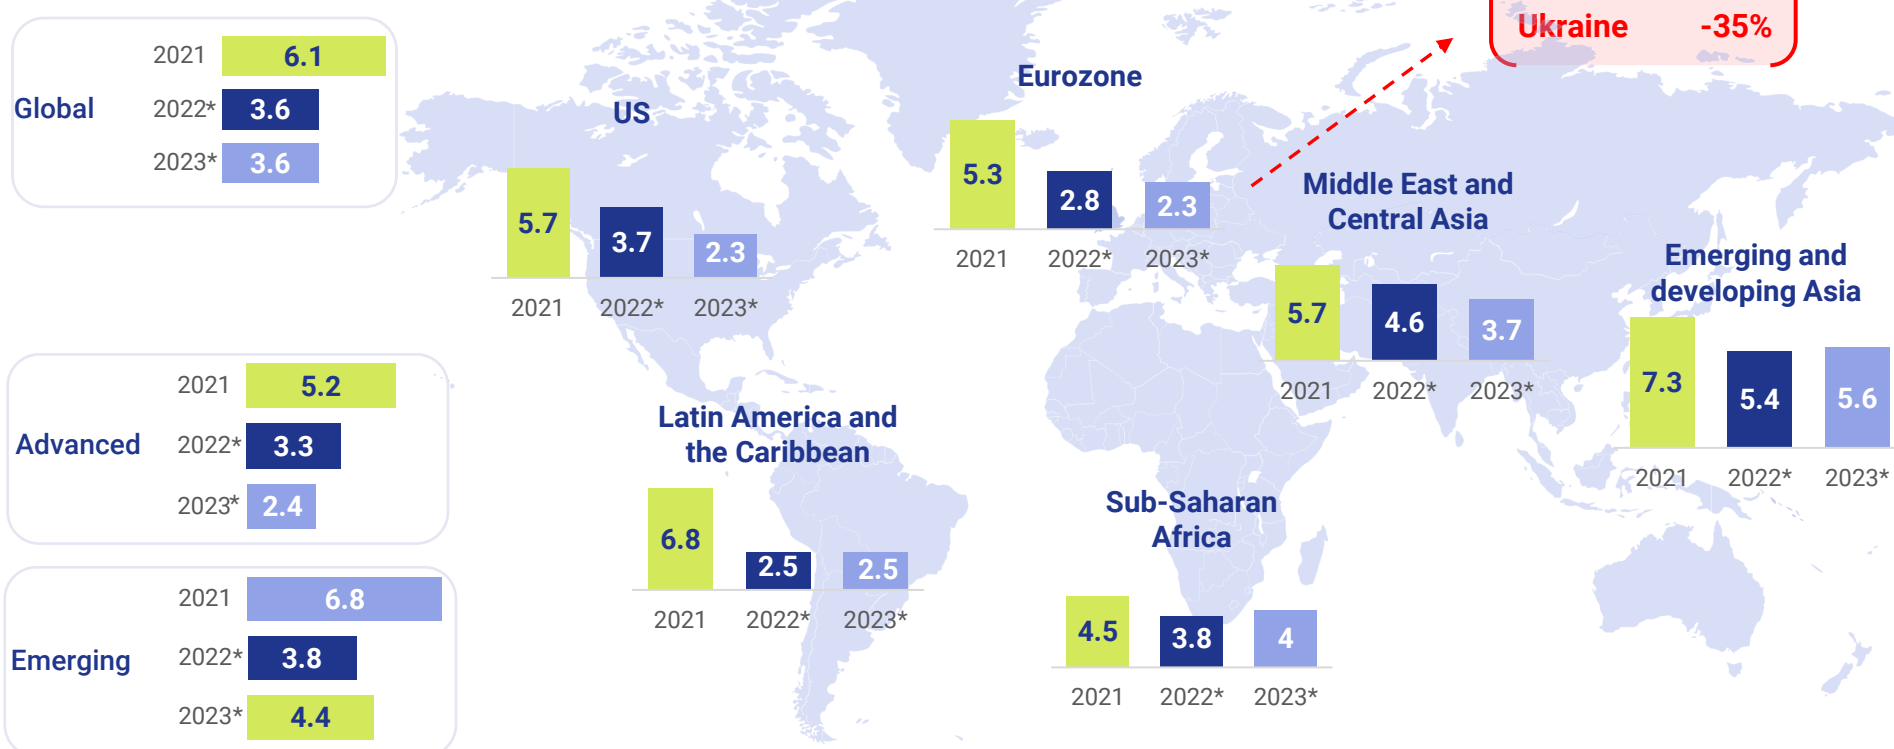 Ukraine -35%
Global
2021 6.1
2022* 3.6
2023* 3.6
US
5.7 3.7 2.3
2021 2022* 2023*
Eurozone
5.3 2.8 2.3
2021 2022* 2023*
Middle East and
Central Asia
5.7 4.6 3.7
2021 2022* 2023*
Emerging and
developing Asia
7.3 5.4 5.6
2021 2022* 2023*
Advanced
2021 5.2
2022* 3.3
2023* 2.4
Latin America and
the Caribbean
6.8 2.5 2.5
2021 2022* 2023*
Sub-Saharan
Africa
4.5 3.8 4
2021 2022* 2023*
Emerging
2021 6.8
2022* 3.8
2023* 4.4